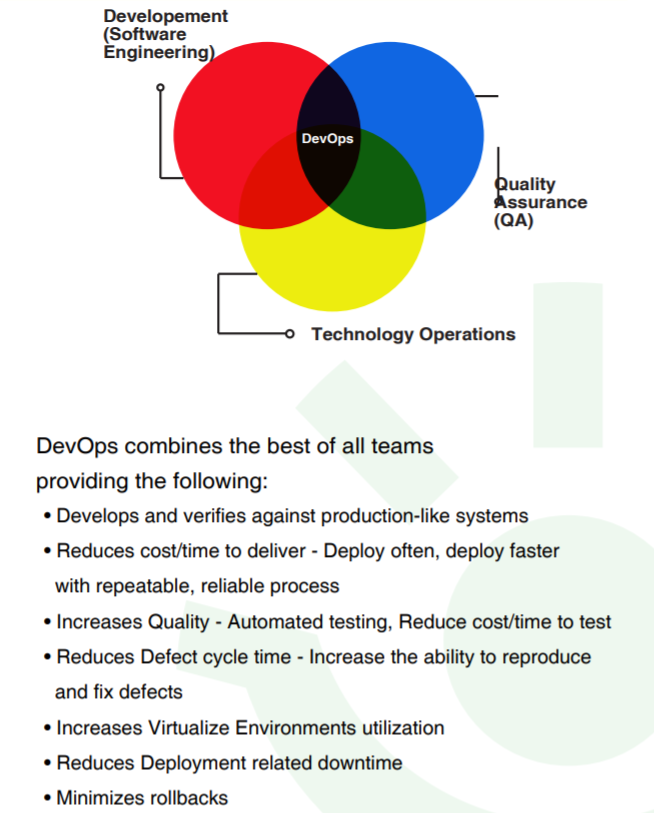 Developement
(Software
Engineering)
DevOps
Quality
Assurance
(QA)
Technology Operations
DevOps combines the best of all teams
providing the following:
• Develops and verifies against production-like systems
• Reduces cost/time to deliver - Deploy often, deploy faster
with repeatable, reliable process
• Increases Quality - Automated testing, Reduce cost/time to test
• Reduces Defect cycle time - Increase the ability to reproduce
and fix defects
• Increases Virtualize Environments utilization
• Reduces Deployment related downtime
• Minimizes rollbacks